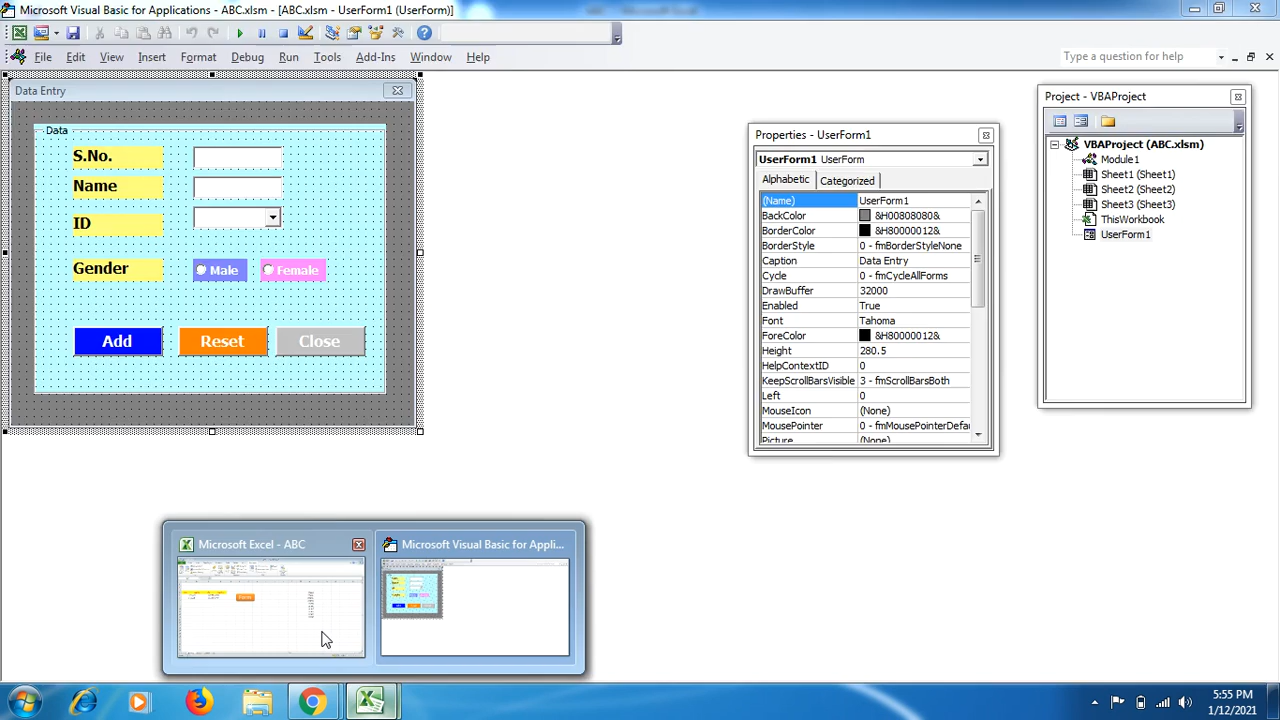 Microsoft Visual Basic for Applications - ABC.xlsm - [ABC.xlsm - UserForm1 (UserForm)]
File Edit View Insert Format Debug Run Tools Add-Ins Window Help
Type a question for help
Data Entry
Data
S.No.
Name
ID
Gender
Male
Female
Add
Reset
Close
Properties - UserForm1
UserForm1 UserForm
Alphabetic Categorized
(Name) UserForm1
BackColor &H00808080&
BorderColor &H80000012&
BorderStyle 0 - fmBorderStyleNone
Caption Data Entry
Cycle 0 - fmCycleAllForms
DrawBuffer 32000
Enabled True
Font Tahoma
ForeColor &H80000012&
Height 280.5
HelpContextID 0
KeepScrollBarsVisible 3 - fmScrollBarsBoth
Left 0
MouseIcon (None)
MousePointer 0 - fmMousePointerDefau
Picture (None)
Project - VBAProject
VBAProject (ABC.xlsm)
Module1
Sheet1 (Sheet1)
Sheet2 (Sheet2)
Sheet3 (Sheet3)
ThisWorkbook
UserForm1
Microsoft Excel - ABC
Microsoft Visual Basic for Appli...
5:55 PM
1/12/2021